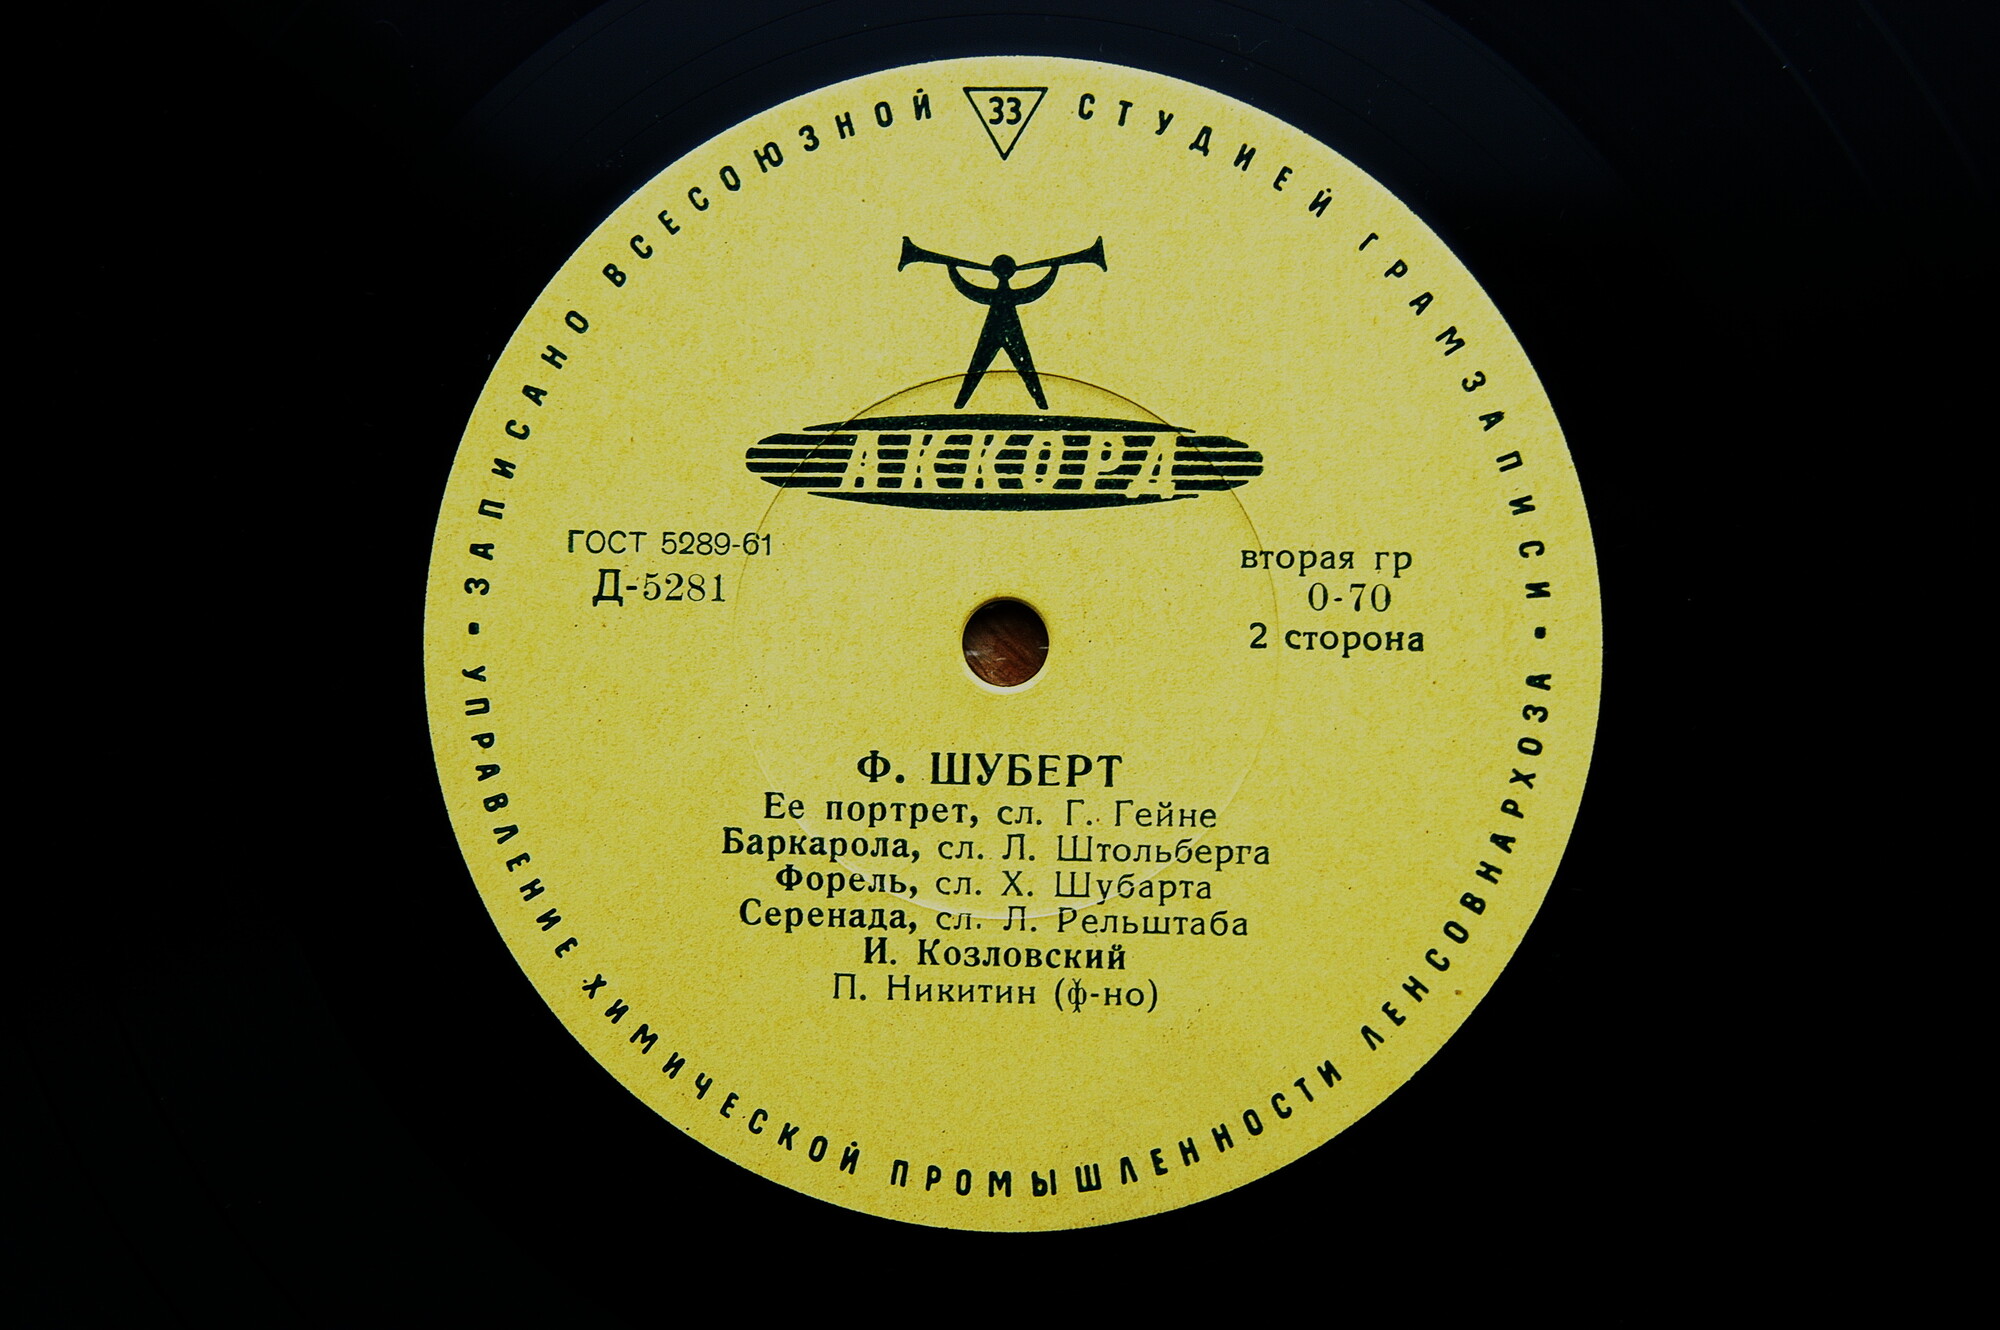 ЗАПИСАНО ВСЕСОЮЗНОЙ 33 СТУДИЕЙ ГРАМЗАПИСИ
АККОРД
ГОСТ 5289-61
Д-5281
вторая гр
0-70
2 сторона
Ф. ШУБЕРТ
Ее портрет, сл. Г. Гейне
Баркарола, сл. Л. Штольберга
Форель, сл. Х. Шубарта
Серенада, сл. Л. Рельштаба
И. Козловский
П. Никитин (ф-но)
• УПРАВЛЕНИЕ ХИМИЧЕСКОЙ ПРОМЫШЛЕННОСТИ ЛЕНСОВНАРХОЗА •